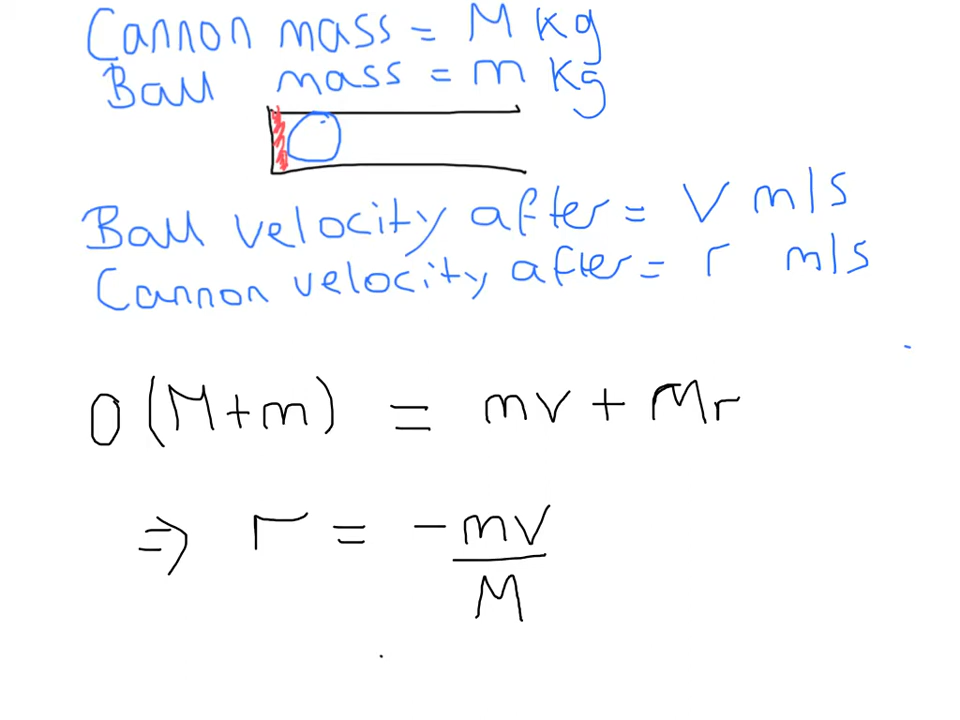 Cannon mass = M kg
Ball mass = m kg
Ball velocity after = v m/s
Cannon velocity after = r m/s
0 (M+m) = mv + Mr
⇒ r = -mv/M